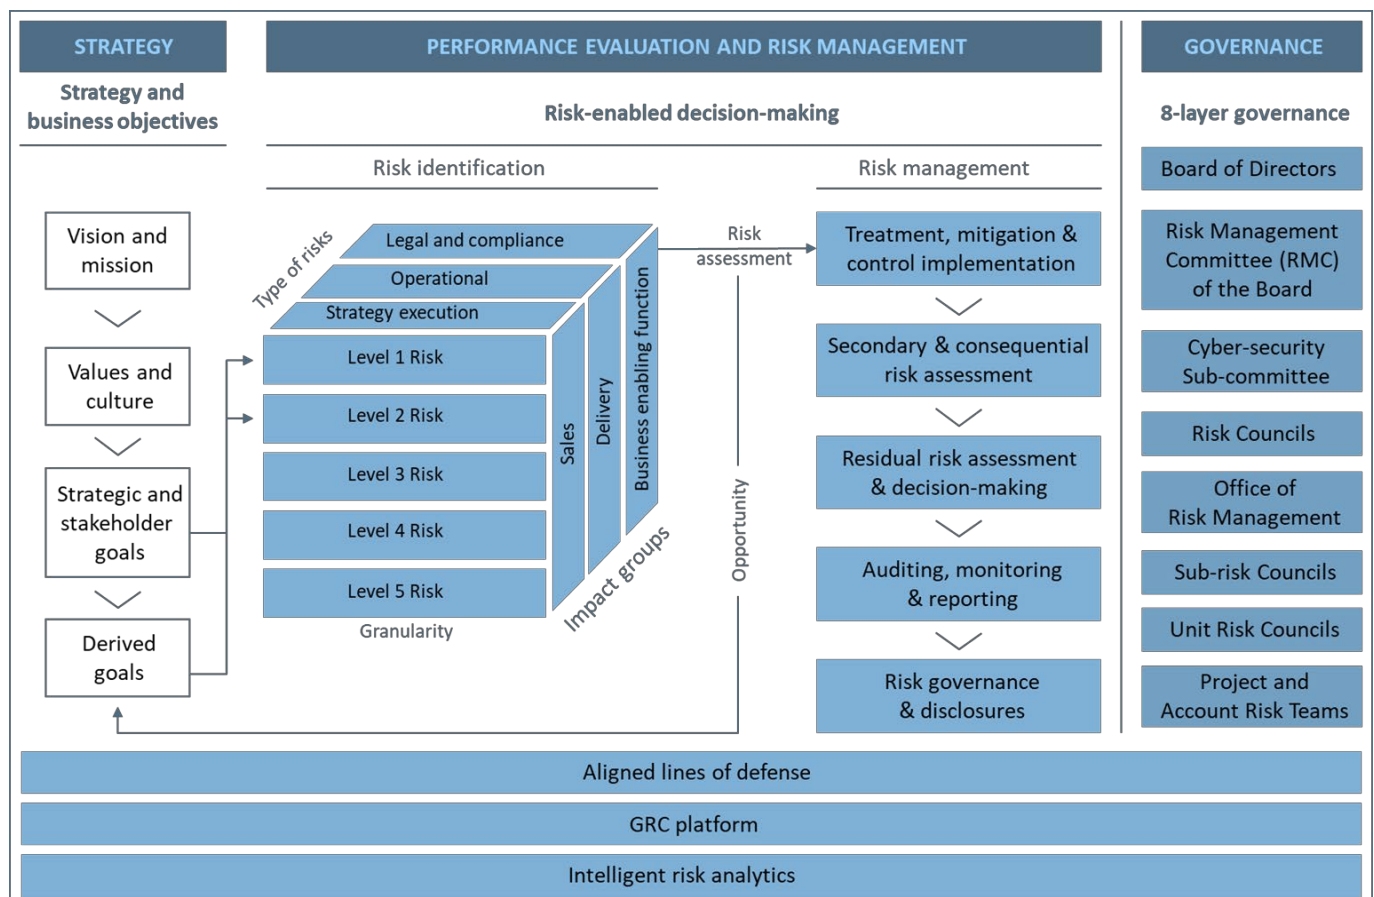 STRATEGY
Strategy and
business objectives
Vision and
mission
Values and
culture
Strategic and
stakeholder
goals
Derived
goals
PERFORMANCE EVALUATION AND RISK MANAGEMENT
Risk-enabled decision-making
Risk identification
Type of risks
Legal and compliance
Operational
Strategy execution
Level 1 Risk
Level 2 Risk
Level 3 Risk
Level 4 Risk
Level 5 Risk
Granularity
Sales
Delivery
Business enabling function
Impact groups
Risk
assessment
Opportunity
Risk management
Treatment, mitigation &
control implementation
Secondary & consequential
risk assessment
Residual risk assessment
& decision-making
Auditing, monitoring
& reporting
Risk governance
& disclosures
GOVERNANCE
8-layer governance
Board of Directors
Risk Management
Committee (RMC)
of the Board
Cyber-security
Sub-committee
Risk Councils
Office of
Risk Management
Sub-risk Councils
Unit Risk Councils
Project and
Account Risk Teams
Aligned lines of defense
GRC platform
Intelligent risk analytics